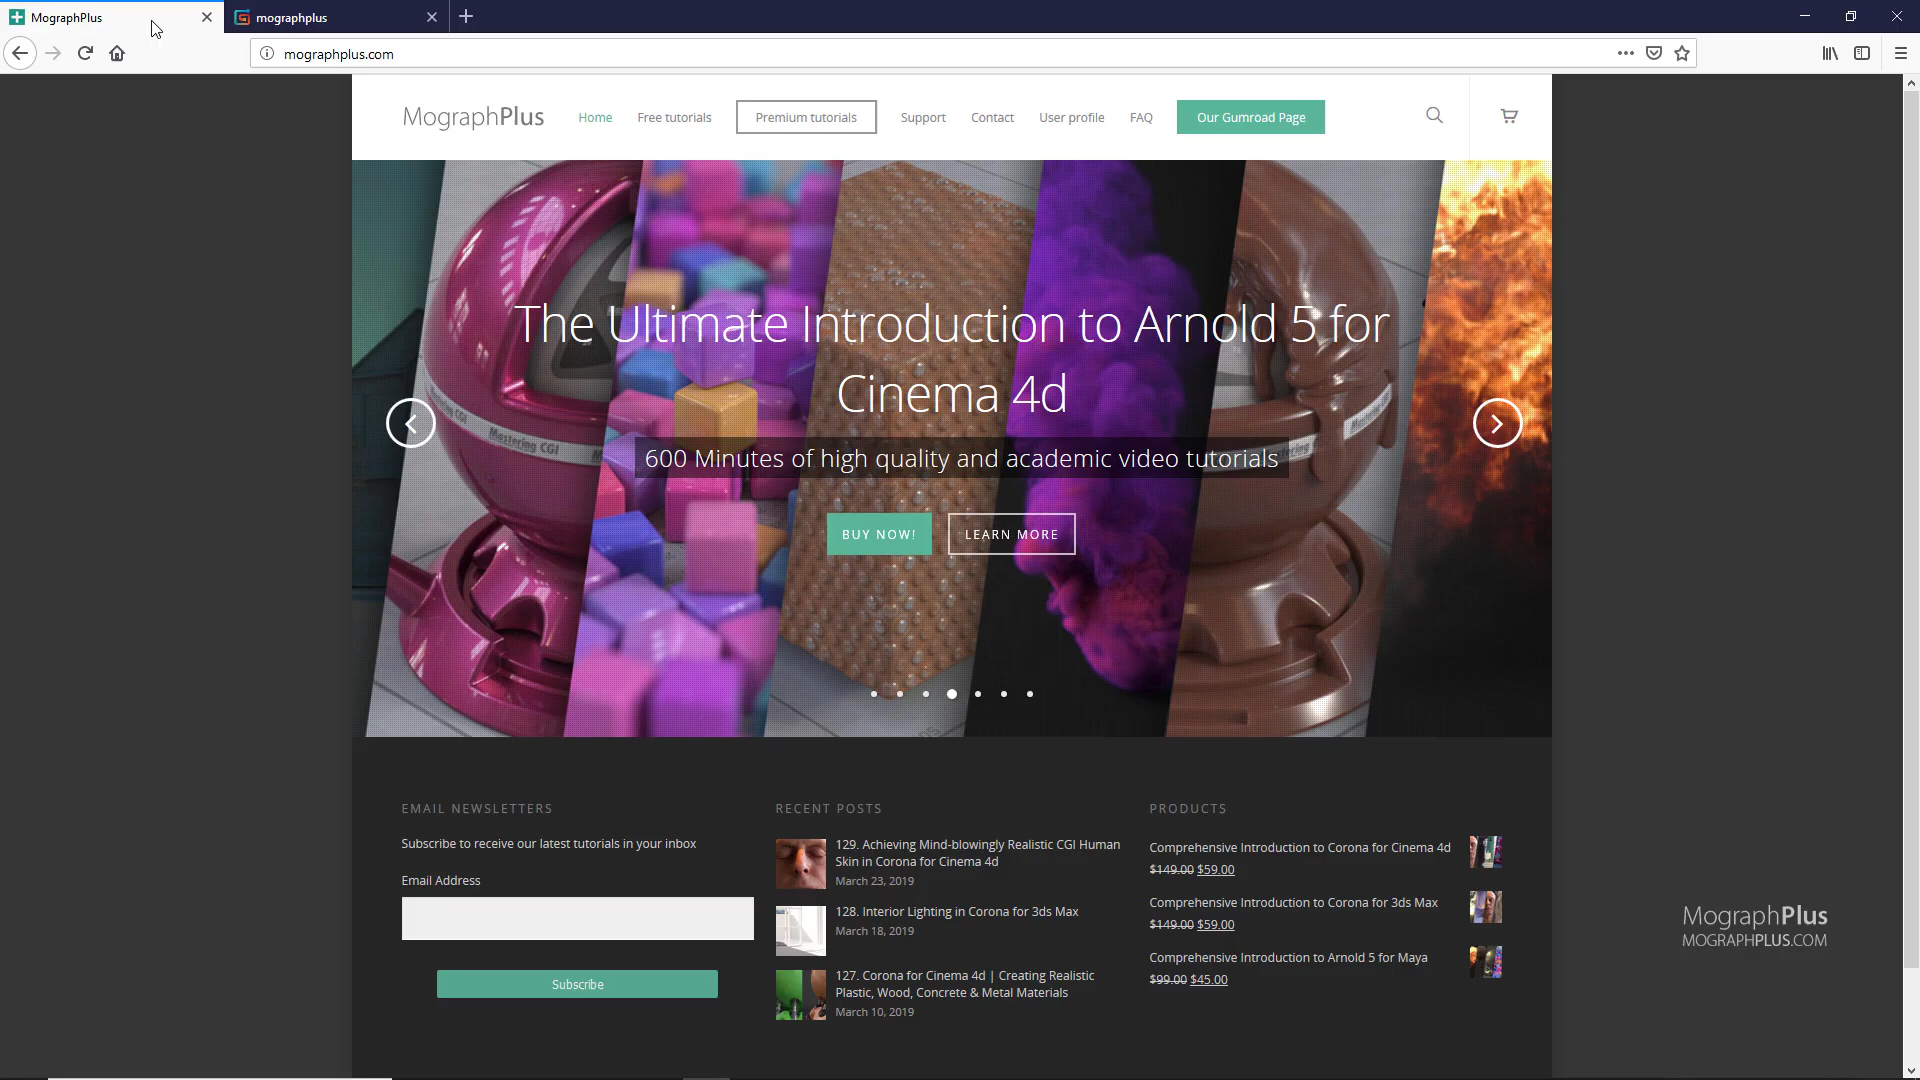 MographPlus
mographplus
mographplus.com
MographPlus
Home
Free tutorials
Premium tutorials
Support
Contact
User profile
FAQ
Our Gumroad Page
The Ultimate Introduction to Arnold 5 for
Cinema 4d
600 Minutes of high quality and academic video tutorials
Mastering CGI
BUY NOW!
LEARN MORE
EMAIL NEWSLETTERS
Subscribe to receive our latest tutorials in your inbox
Email Address
Subscribe
RECENT POSTS
129. Achieving Mind-blowingly Realistic CGI Human
Skin in Corona for Cinema 4d
March 23, 2019
128. Interior Lighting in Corona for 3ds Max
March 18, 2019
127. Corona for Cinema 4d | Creating Realistic
Plastic, Wood, Concrete & Metal Materials
March 10, 2019
PRODUCTS
Comprehensive Introduction to Corona for Cinema 4d
$149.00 $59.00
Comprehensive Introduction to Corona for 3ds Max
$149.00 $59.00
Comprehensive Introduction to Arnold 5 for Maya
$99.00 $45.00
MographPlus
MOGRAPHPLUS.COM